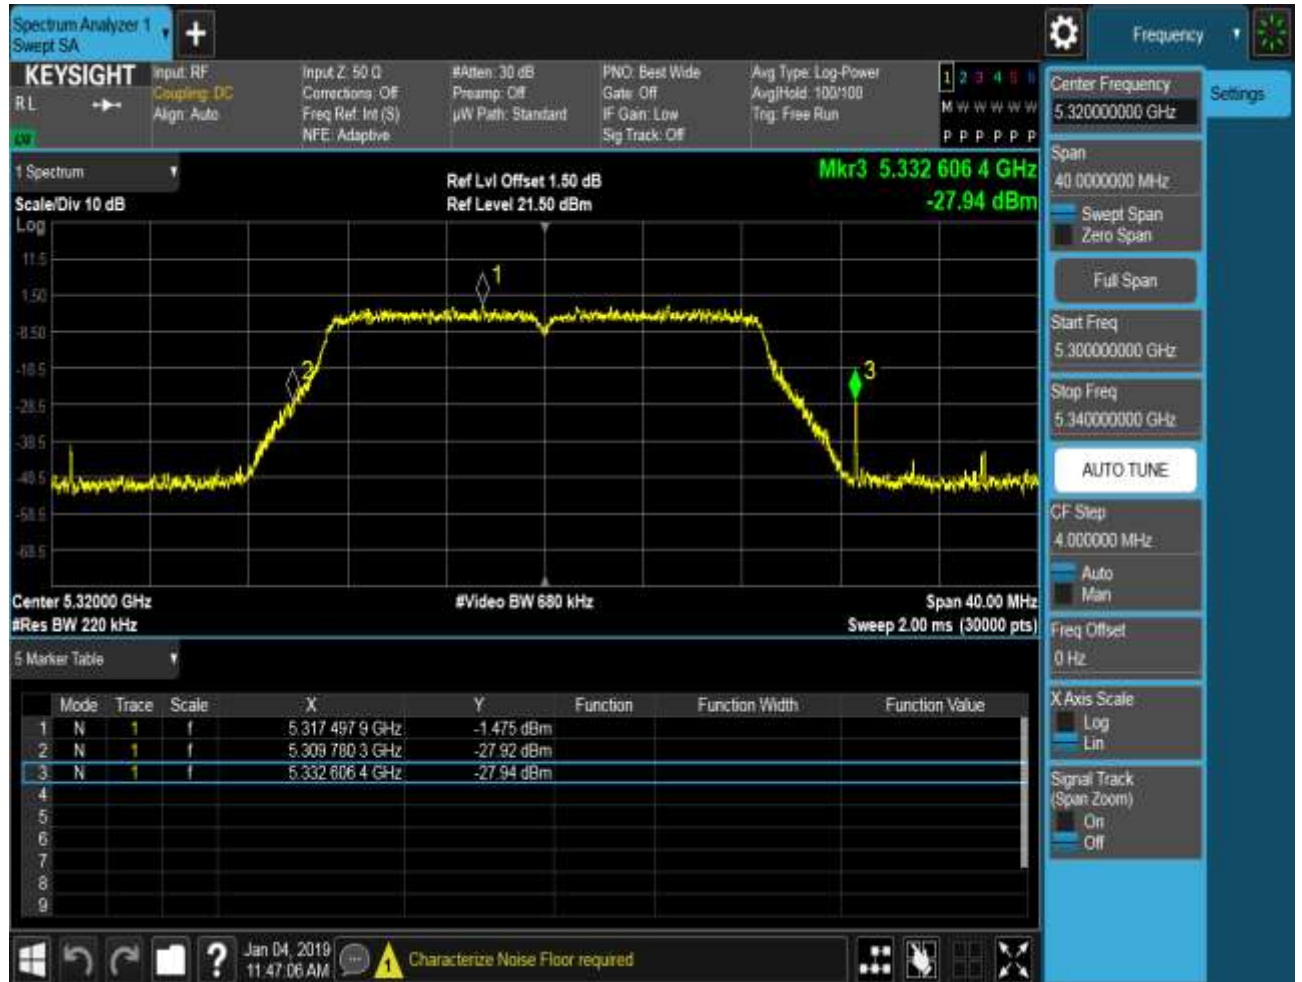 Spectrum Analyzer 1
Swept SA
+
Frequency
KEYSIGHT
Input: RF
Coupling: DC
Align: Auto
Input Z: 50 Ω
Corrections: Off
Freq Ref: Int (S)
NFE: Adaptive
#Atten: 30 dB
Preamp: Off
µW Path: Standard
PNO: Best Wide
Gate: Off
IF Gain: Low
Sig Track: Off
Avg Type: Log-Power
Avg|Hold: 100/100
Trig: Free Run
1 2 3 4 5 6
M W W W W W
P P P P P P
R L
1 Spectrum
Scale/Div 10 dB
Ref Lvl Offset 1.50 dB
Ref Level 21.50 dBm
Mkr3 5.332 606 4 GHz
-27.94 dBm
Log
11.5
1.50
-8.50
-18.5
-28.5
-38.5
-48.5
-58.5
-68.5
1
2
3
Center 5.32000 GHz
#Video BW 680 kHz
Span 40.00 MHz
#Res BW 220 kHz
Sweep 2.00 ms (30000 pts)
5 Marker Table
Mode Trace Scale X Y Function Function Width Function Value
1 N 1 f 5.317 497 9 GHz -1.475 dBm
2 N 1 f 5.309 780 3 GHz -27.92 dBm
3 N 1 f 5.332 606 4 GHz -27.94 dBm
4
5
6
7
8
9
Jan 04, 2019
11:47:06 AM
?
Characterize Noise Floor required
Settings
Center Frequency
5.320000000 GHz
Span
40.0000000 MHz
Swept Span
Zero Span
Full Span
Start Freq
5.300000000 GHz
Stop Freq
5.340000000 GHz
AUTO TUNE
CF Step
4.000000 MHz
Auto
Man
Freq Offset
0 Hz
X Axis Scale
Log
Lin
Signal Track
(Span Zoom)
On
Off